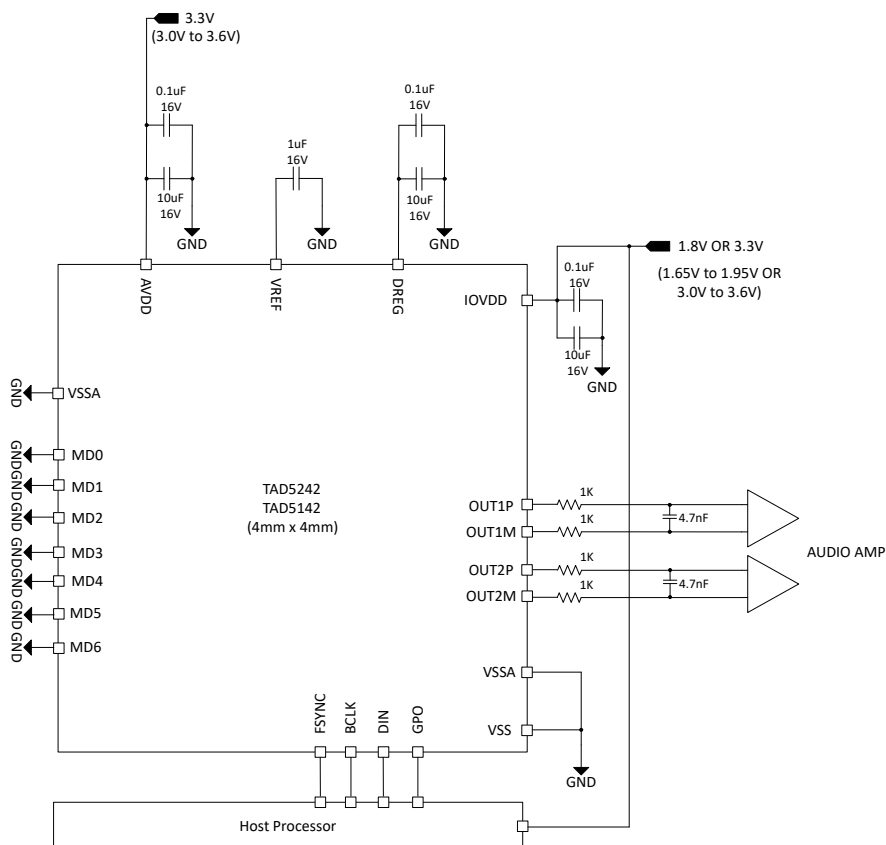 3.3V
(3.0V to 3.6V)
0.1uF
16V
10uF
16V
GND
1uF
16V
GND
0.1uF
16V
10uF
16V
GND
1.8V OR 3.3V
(1.65V to 1.95V OR
3.0V to 3.6V)
0.1uF
16V
10uF
16V
GND
AVDD
VREF
DREG
IOVDD
GND
VSSA
GND
MD0
GND
MD1
GND
MD2
GND
MD3
GND
MD4
GND
MD5
GND
MD6
TAD5242
TAD5142
(4mm x 4mm)
OUT1P
1K
OUT1M
1K
4.7nF
OUT2P
1K
OUT2M
1K
4.7nF
AUDIO AMP
VSSA
VSS
GND
FSYNC
BCLK
DIN
GPO
Host Processor